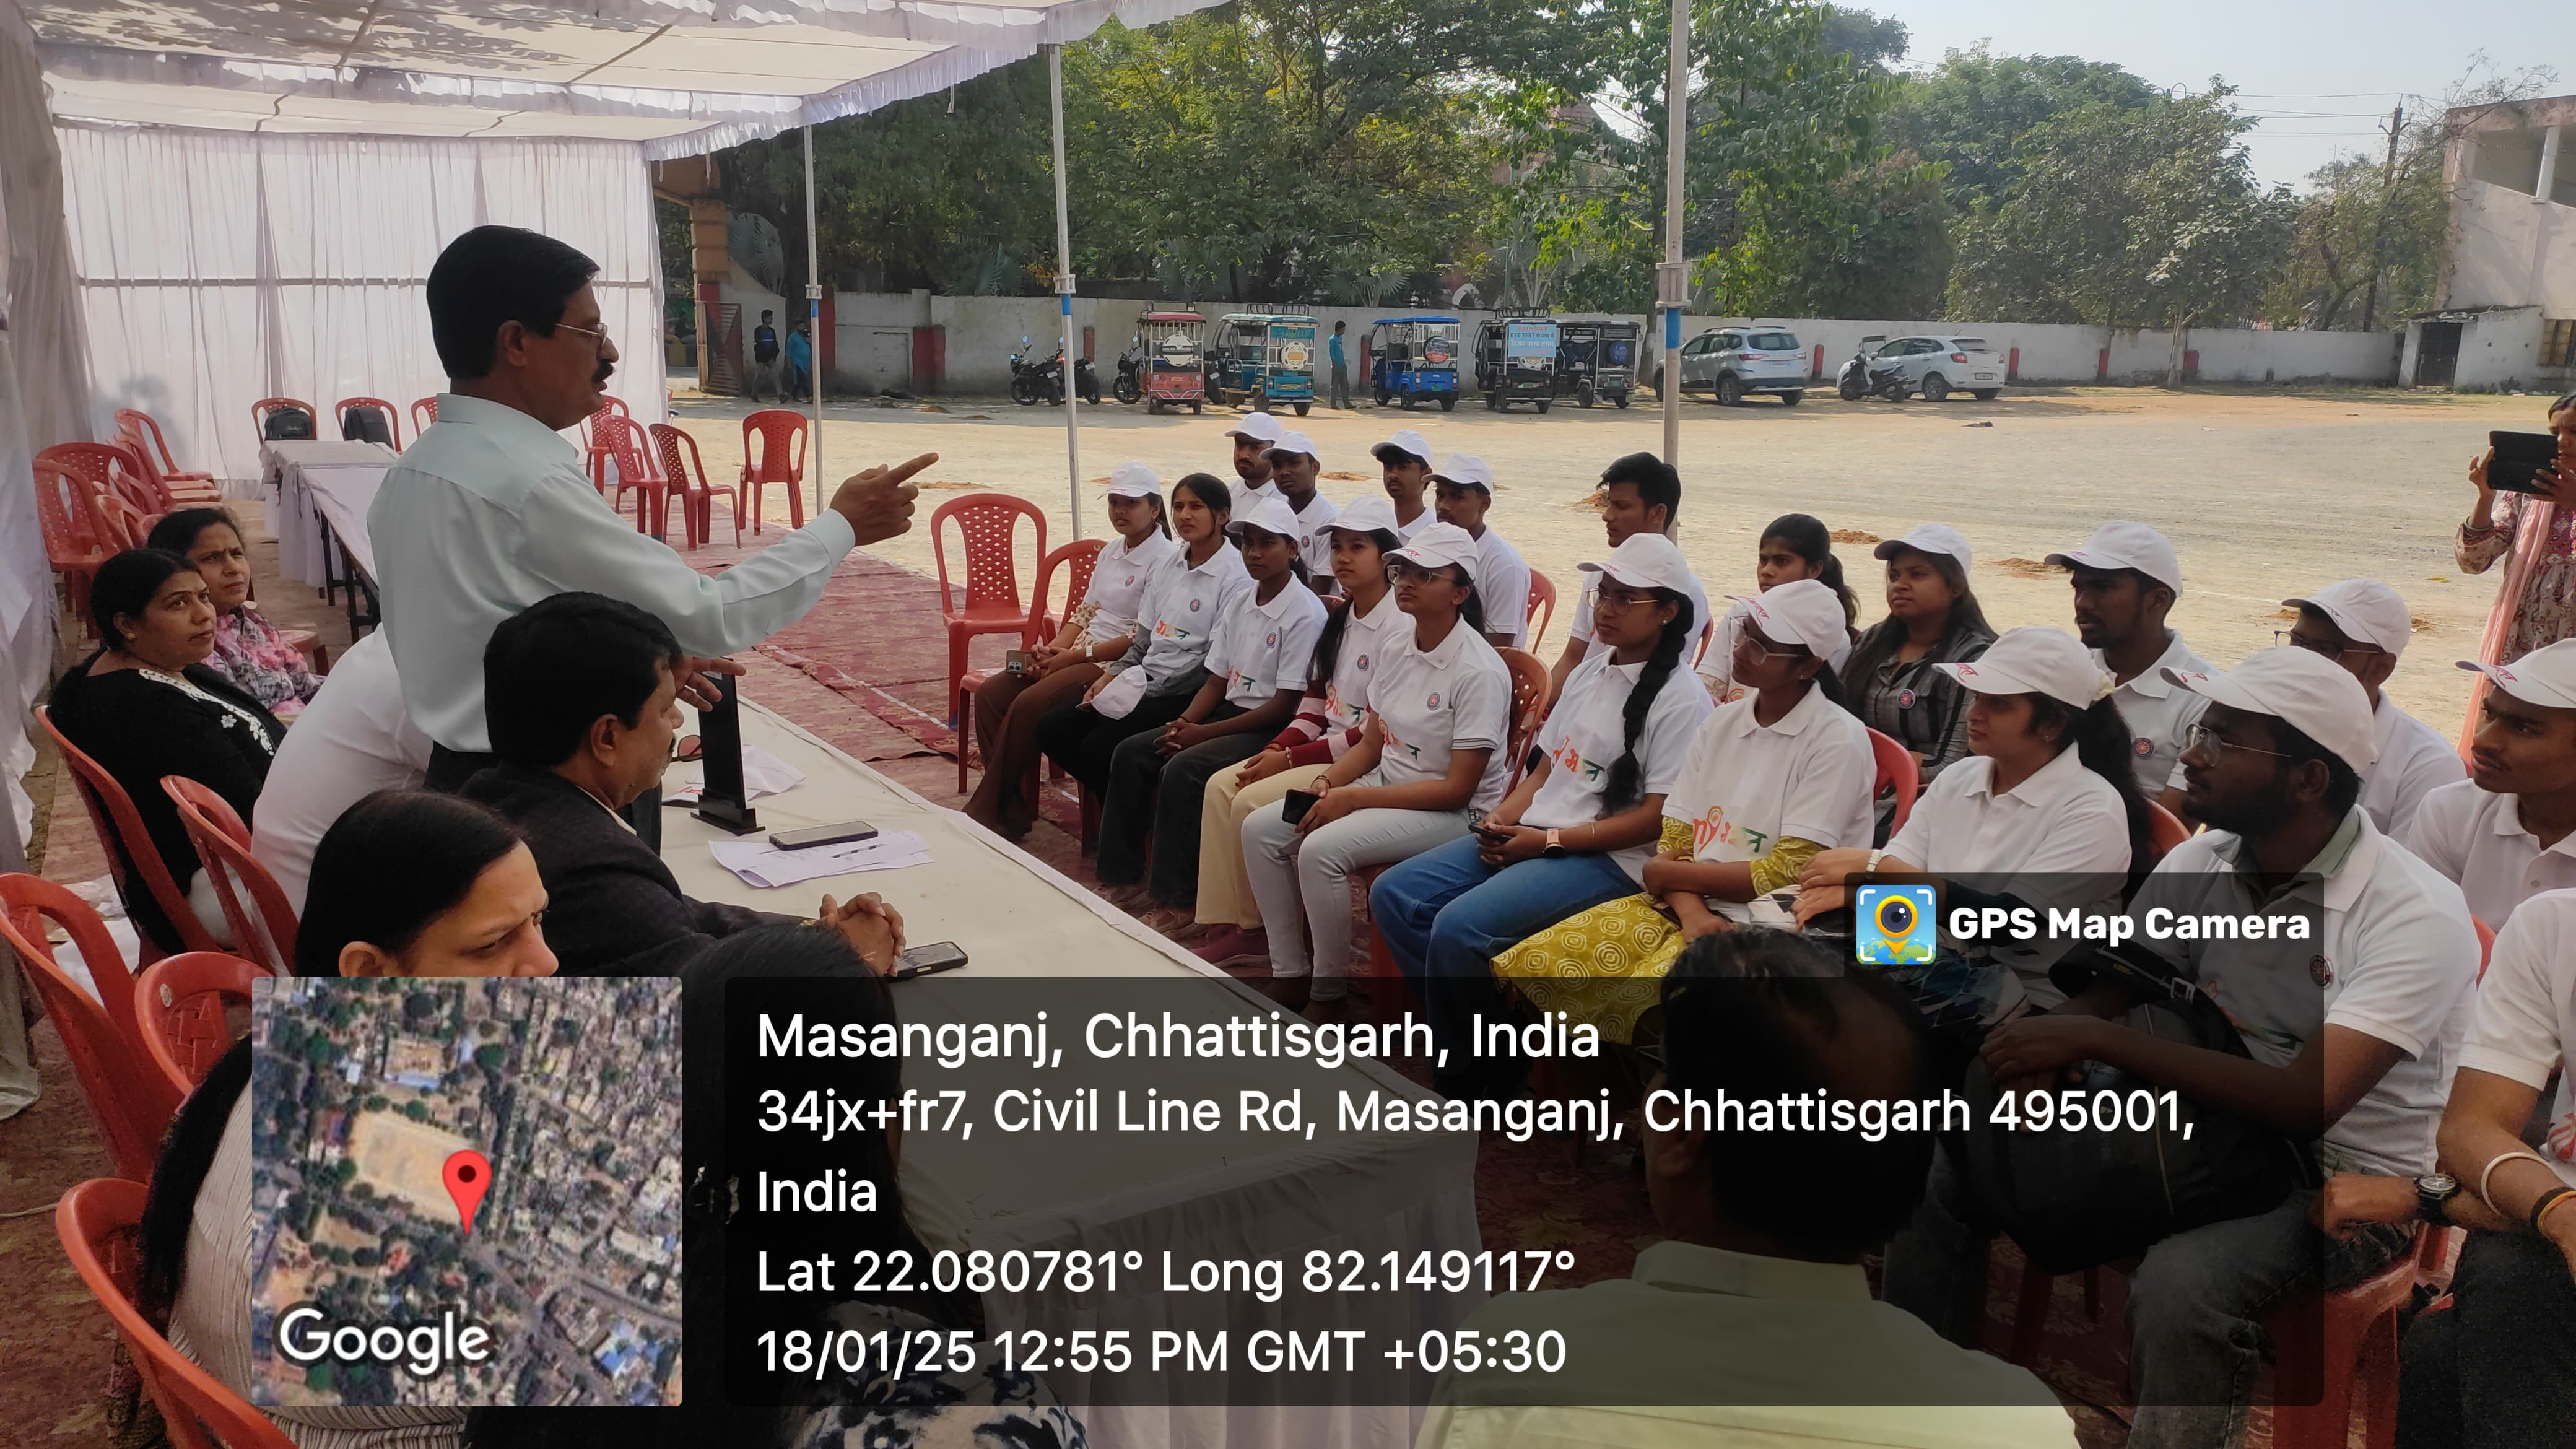 GPS Map Camera
Masanganj, Chhattisgarh, India
34jx+fr7, Civil Line Rd, Masanganj, Chhattisgarh 495001,
India
Lat 22.080781° Long 82.149117°
18/01/25 12:55 PM GMT +05:30
Google